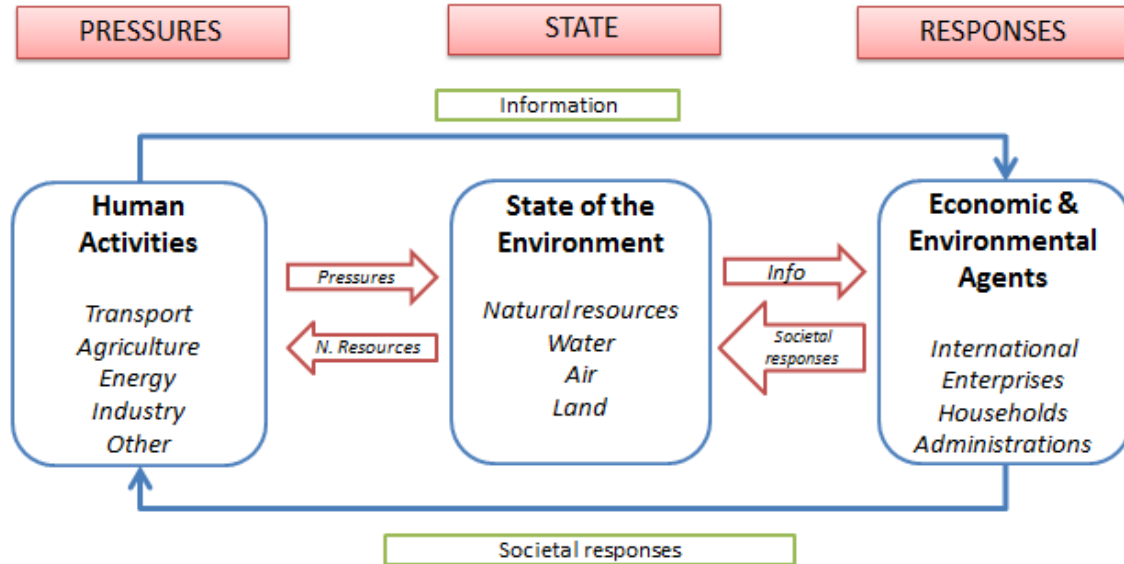 PRESSURES
STATE
RESPONSES
Information
Human
Activities
Transport
Agriculture
Energy
Industry
Other
Pressures
N. Resources
State of the
Environment
Natural resources
Water
Air
Land
Info
Societal
responses
Economic &
Environmental
Agents
International
Enterprises
Households
Administrations
Societal responses